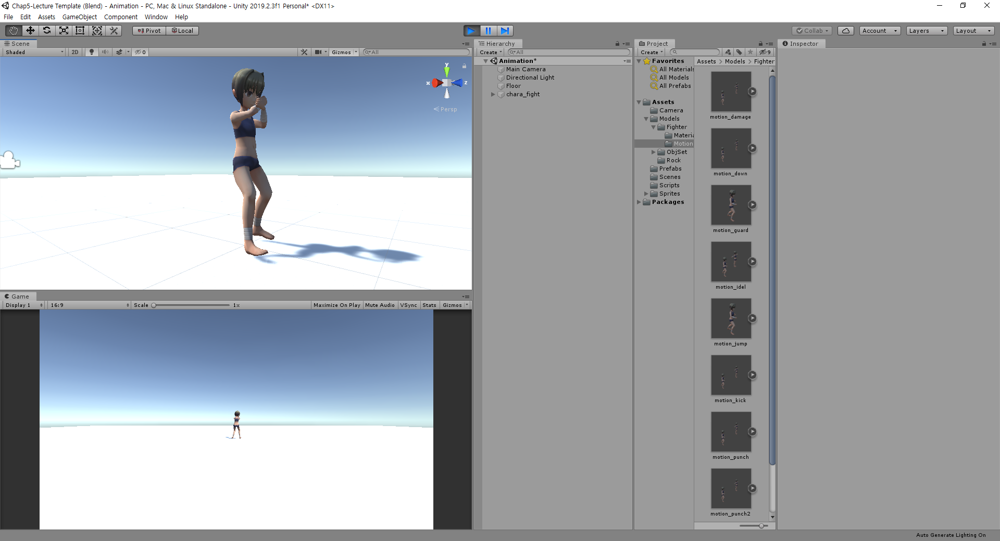 Chap5-Lecture Template (Blend) - Animation - PC, Mac & Linux Standalone - Unity 2019.2.3f1 Personal* <DX11>
File Edit Assets GameObject Component Window Help
Pivot Local Collab Account Layers Layout
Scene
Shaded 2D 0 Gizmos All
y
x z
Persp
Game
Display 1 16:9 Scale 1x Maximize On Play Mute Audio VSync Stats Gizmos
Hierarchy
Create All
Animation*
Main Camera
Directional Light
Floor
chara_fight
Project
Create 9
Favorites
All Materials
All Models
All Prefabs
Assets
Camera
Models
Fighter
Materia
Motion
ObjSet
Rock
Prefabs
Scenes
Scripts
Sprites
Packages
Assets > Models > Fighter
motion_damage
motion_down
motion_guard
motion_idel
motion_jump
motion_kick
motion_punch
motion_punch2
Inspector
Auto Generate Lighting On